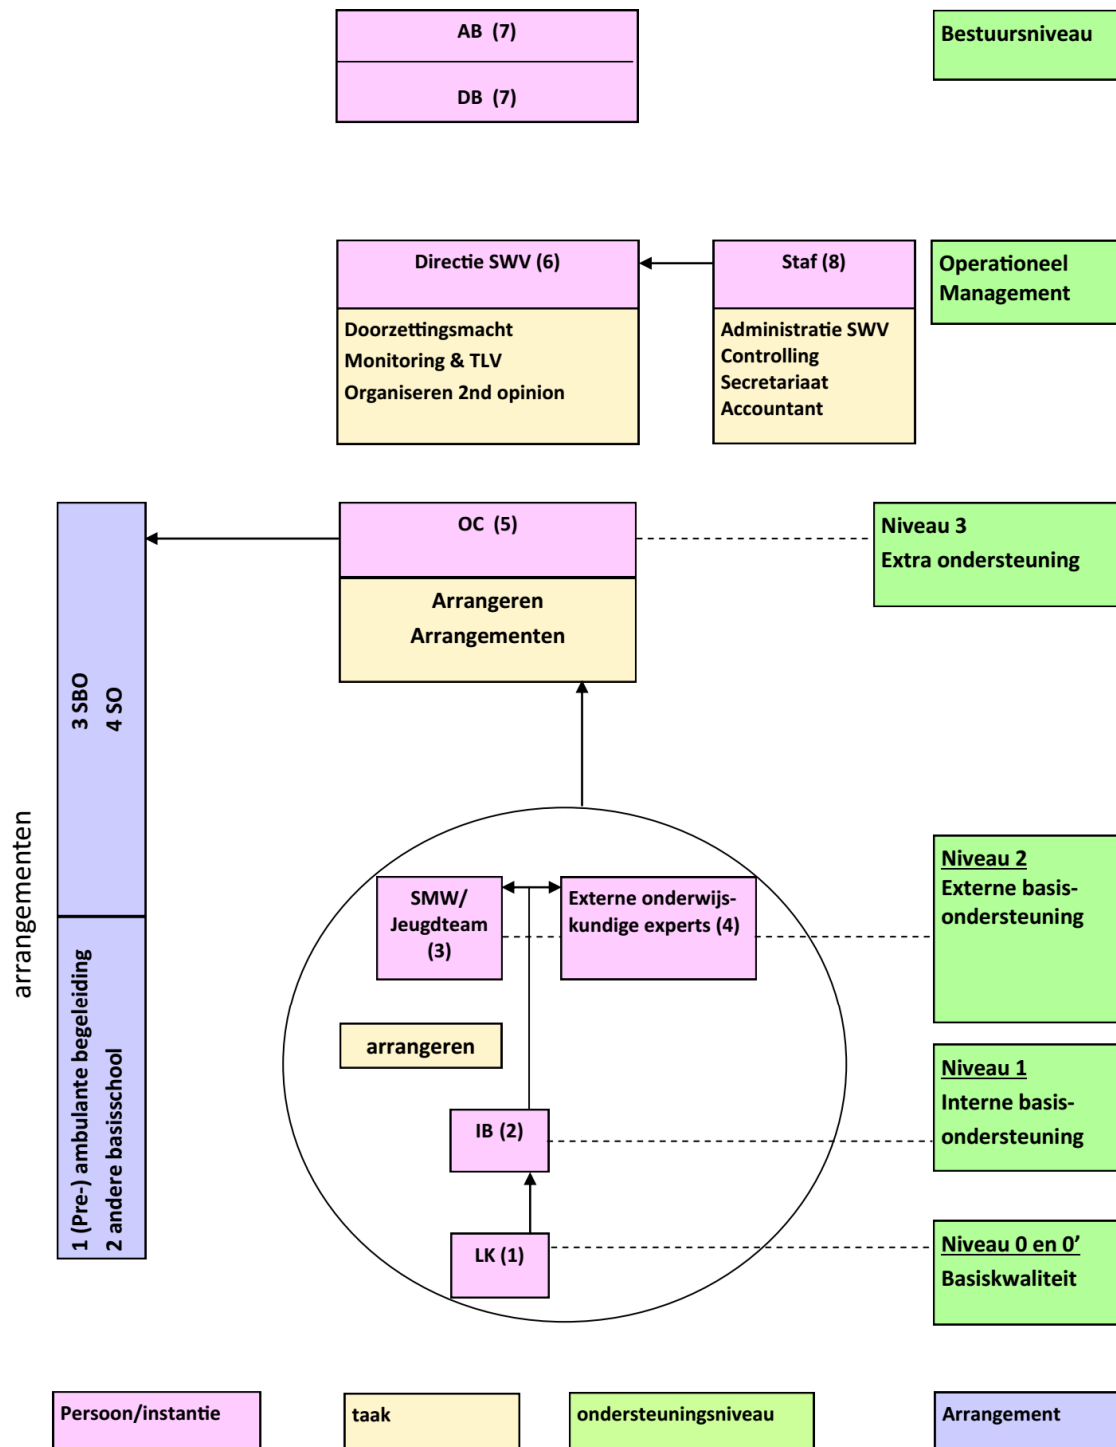 AB (7)
DB (7)
Bestuursniveau
Directie SWV (6)
Doorzettingsmacht
Monitoring & TLV
Organiseren 2nd opinion
Staf (8)
Administratie SWV
Controlling
Secretariaat
Accountant
Operationeel
Management
OC (5)
Arrangeren
Arrangementen
Niveau 3
Extra ondersteuning
arrangementen
3 SBO
4 SO
1 (Pre-) ambulante begeleiding
2 andere basisschool
SMW/
Jeugdteam
(3)
Externe onderwijs-
kundige experts (4)
Niveau 2
Externe basis-
ondersteuning
arrangeren
IB (2)
Niveau 1
Interne basis-
ondersteuning
LK (1)
Niveau 0 en 0’
Basiskwaliteit
Persoon/instantie
taak
ondersteuningsniveau
Arrangement